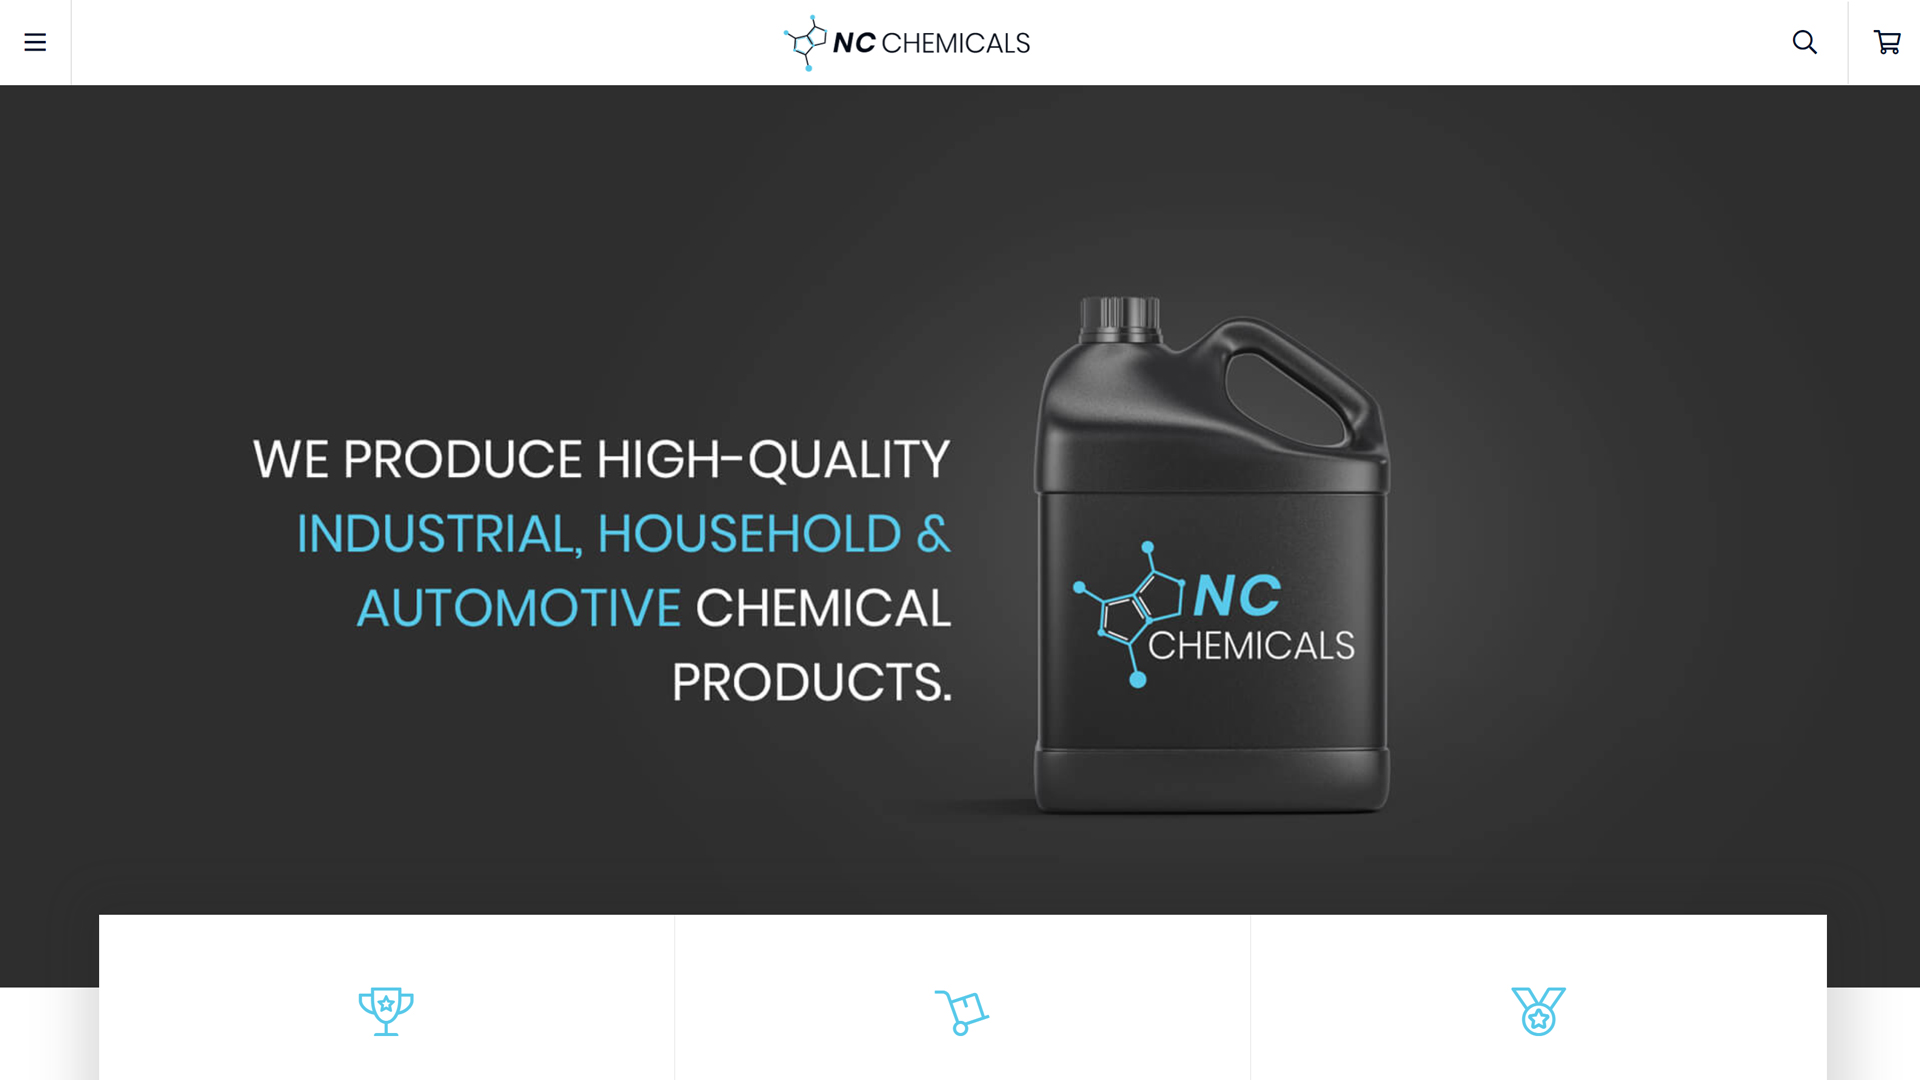 NC CHEMICALS
WE PRODUCE HIGH-QUALITY
INDUSTRIAL, HOUSEHOLD &
AUTOMOTIVE CHEMICAL
PRODUCTS.
NC
CHEMICALS